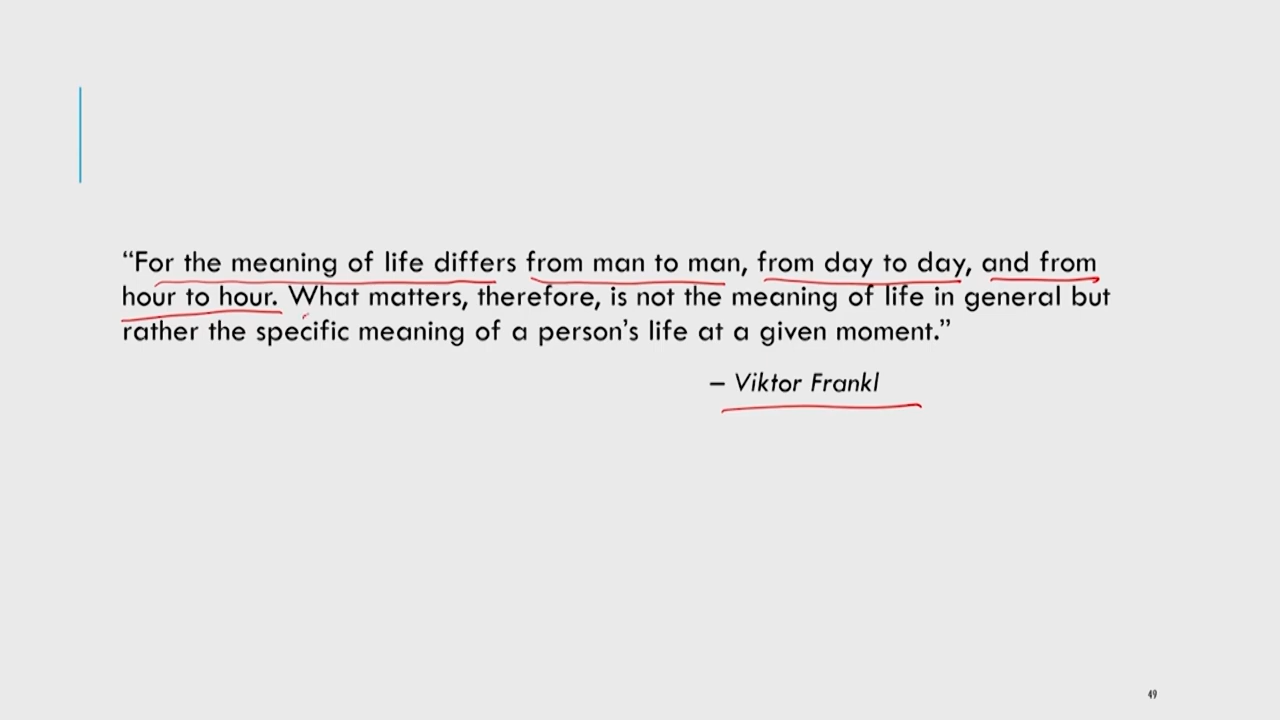 “For the meaning of life differs from man to man, from day to day, and from
hour to hour. What matters, therefore, is not the meaning of life in general but
rather the specific meaning of a person’s life at a given moment.”
– Viktor Frankl
49